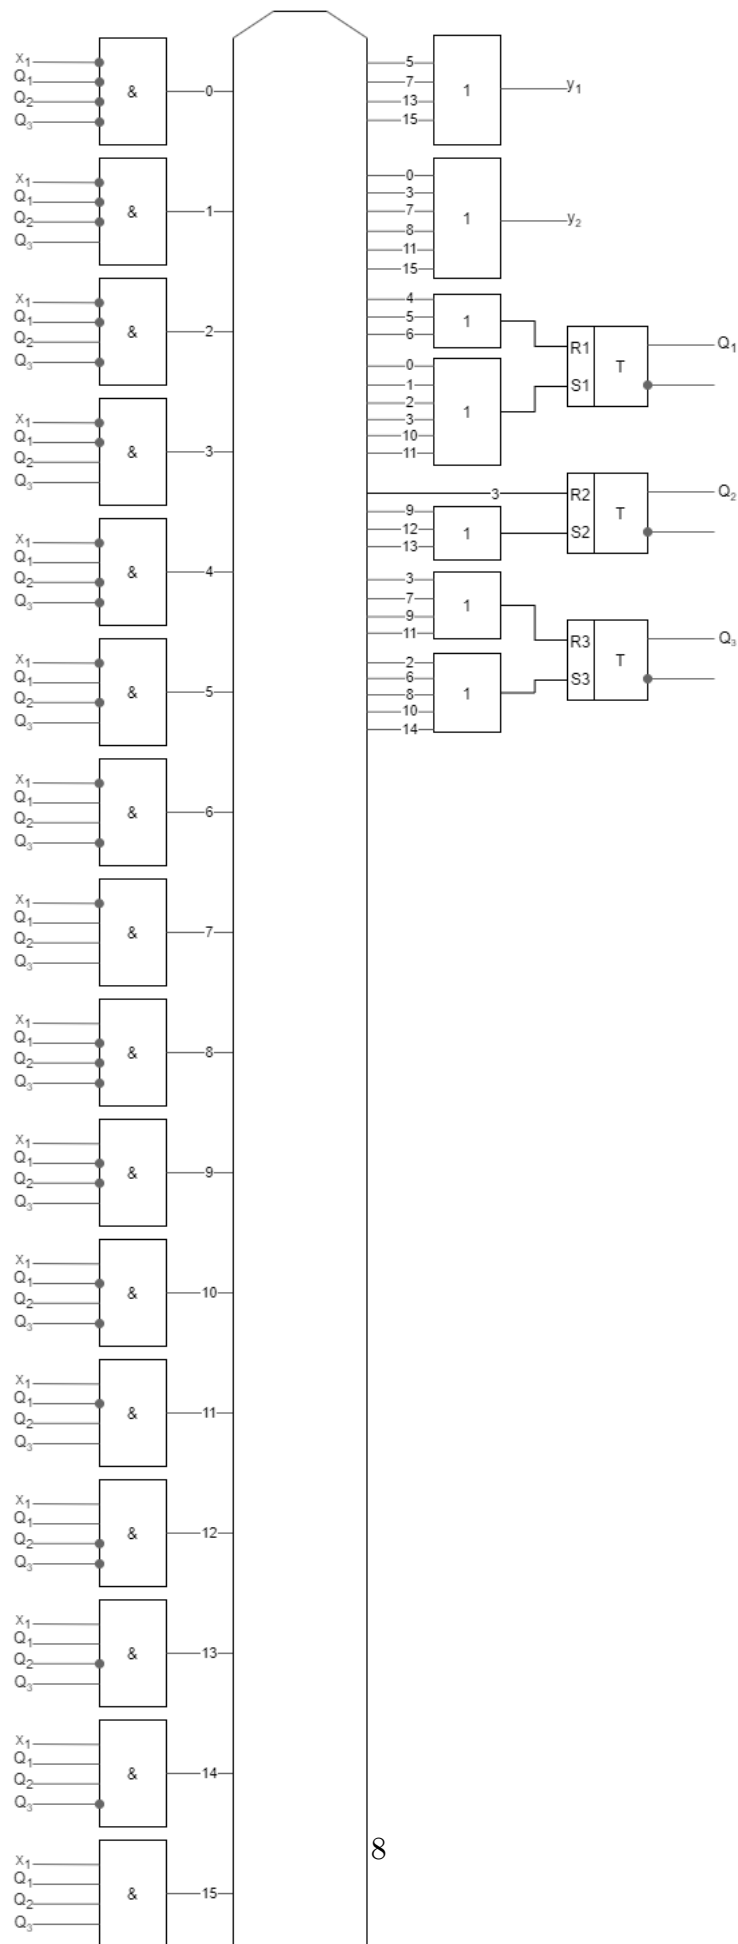 x₁
Q₁
Q₂
Q₃
&
0
x₁
Q₁
Q₂
Q₃
&
1
x₁
Q₁
Q₂
Q₃
&
2
x₁
Q₁
Q₂
Q₃
&
3
x₁
Q₁
Q₂
Q₃
&
4
x₁
Q₁
Q₂
Q₃
&
5
x₁
Q₁
Q₂
Q₃
&
6
x₁
Q₁
Q₂
Q₃
&
7
x₁
Q₁
Q₂
Q₃
&
8
x₁
Q₁
Q₂
Q₃
&
9
x₁
Q₁
Q₂
Q₃
&
10
x₁
Q₁
Q₂
Q₃
&
11
x₁
Q₁
Q₂
Q₃
&
12
x₁
Q₁
Q₂
Q₃
&
13
x₁
Q₁
Q₂
Q₃
&
14
x₁
Q₁
Q₂
Q₃
&
15
5
7
13
15
1
y₁
0
3
7
8
11
15
1
y₂
4
5
6
1
0
1
2
3
10
11
1
R1
S1
T
Q₁
3
9
12
13
1
R2
S2
T
Q₂
3
7
9
11
1
2
6
8
10
14
1
R3
S3
T
Q₃
8